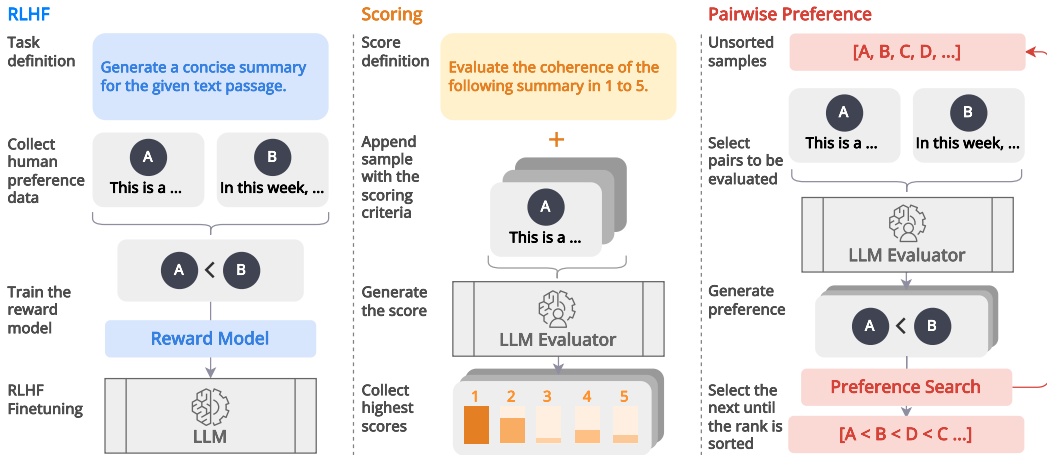 RLHF
Task
definition
Generate a concise summary
for the given text passage.
Collect
human
preference
data
A
This is a ...
B
In this week, ...
A < B
Train the
reward
model
Reward Model
RLHF
Finetuning
LLM
Scoring
Score
definition
Evaluate the coherence of the
following summary in 1 to 5.
+
Append
sample
with the
scoring
criteria
A
This is a ...
Generate
the score
LLM Evaluator
Collect
highest
scores
1 2 3 4 5
Pairwise Preference
Unsorted
samples
[A, B, C, D, ...]
Select
pairs to be
evaluated
A
This is a ...
B
In this week, ...
LLM Evaluator
Generate
preference
A < B
Preference Search
Select the
next until
the rank is
sorted
[A < B < D < C ...]